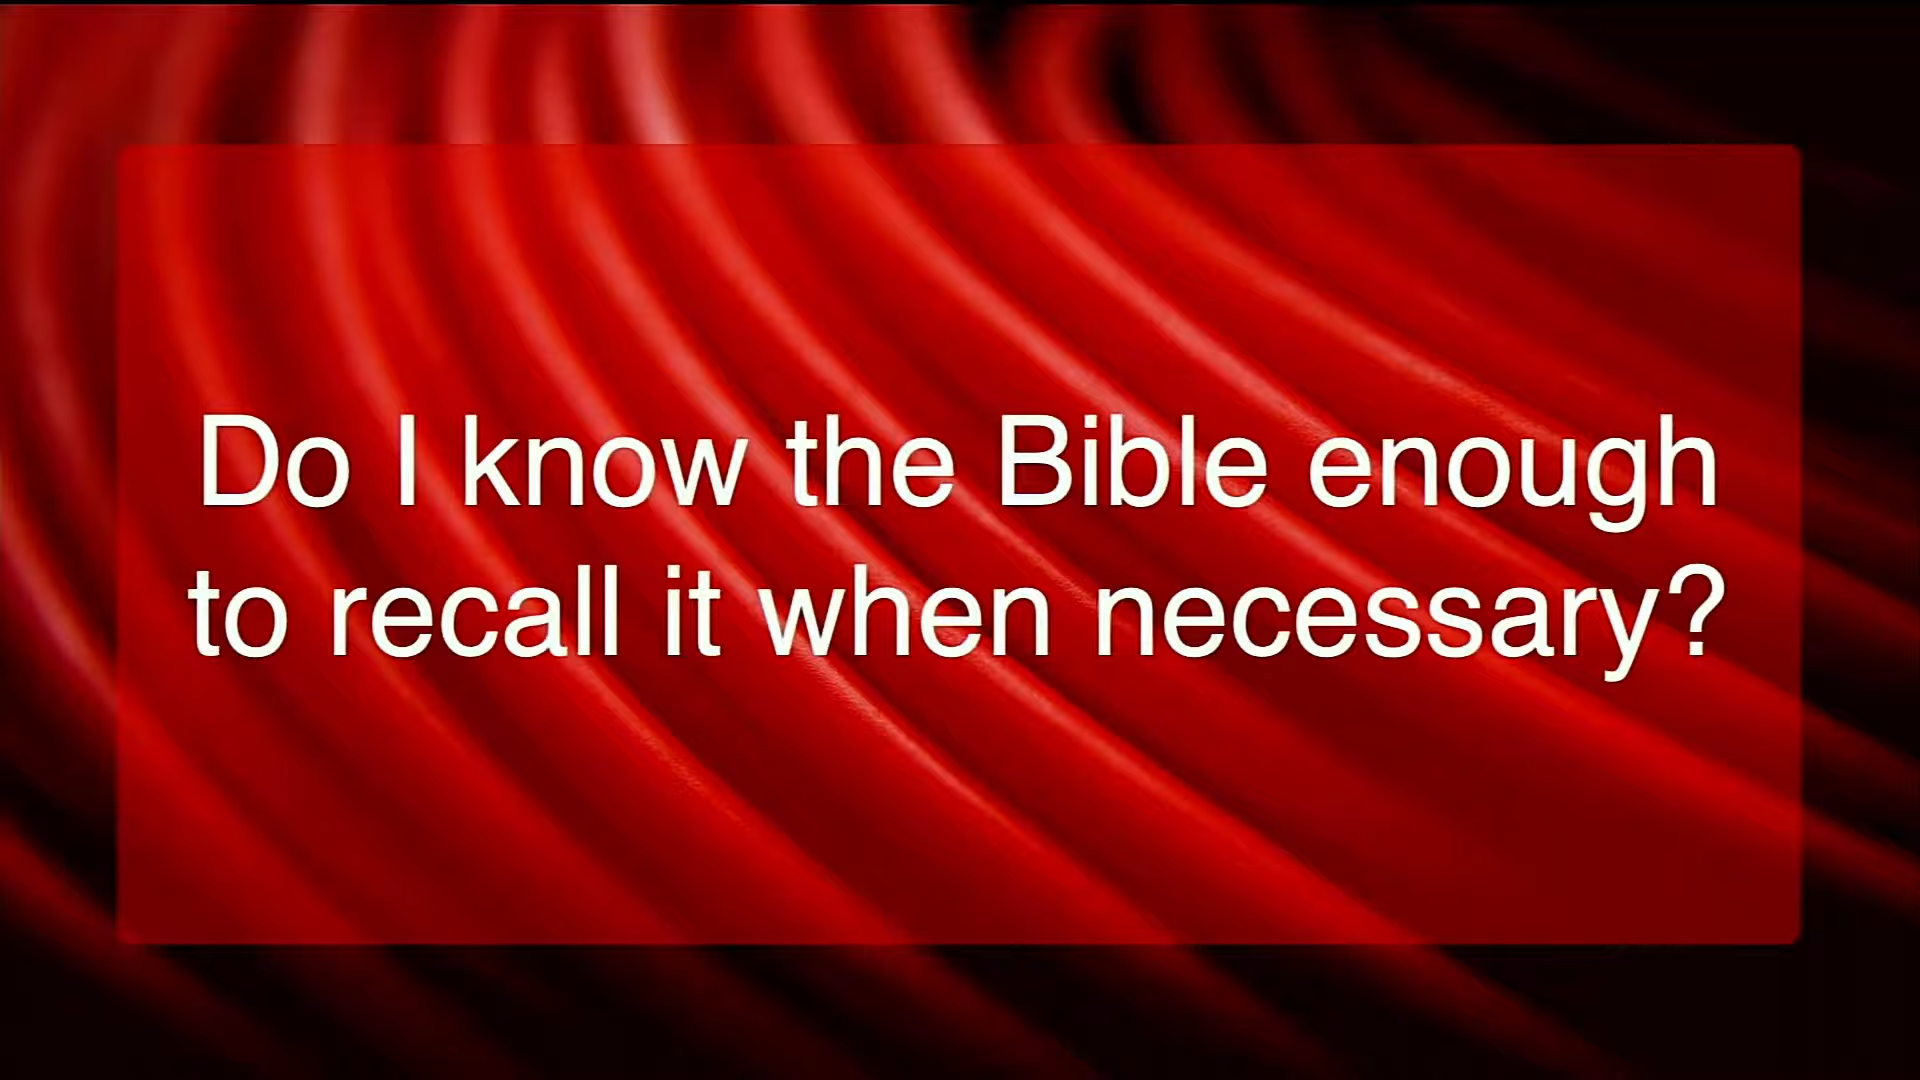 Do I know the Bible enough
to recall it when necessary?